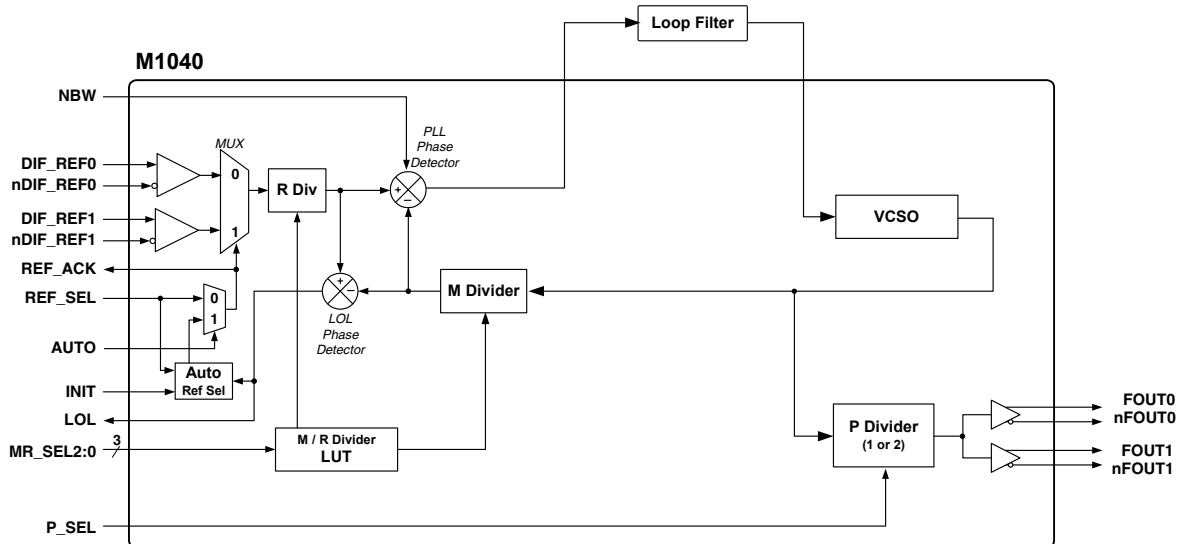 Loop Filter
M1040
NBW
PLL
Phase
Detector
MUX
DIF_REF0
nDIF_REF0
0
R Div
+
–
DIF_REF1
nDIF_REF1
1
VCSO
REF_ACK
REF_SEL
0
1
+
–
M Divider
LOL
Phase
Detector
AUTO
Auto
Ref Sel
INIT
LOL
3
MR_SEL2:0
M / R Divider
LUT
P Divider
(1 or 2)
FOUT0
nFOUT0
FOUT1
nFOUT1
P_SEL